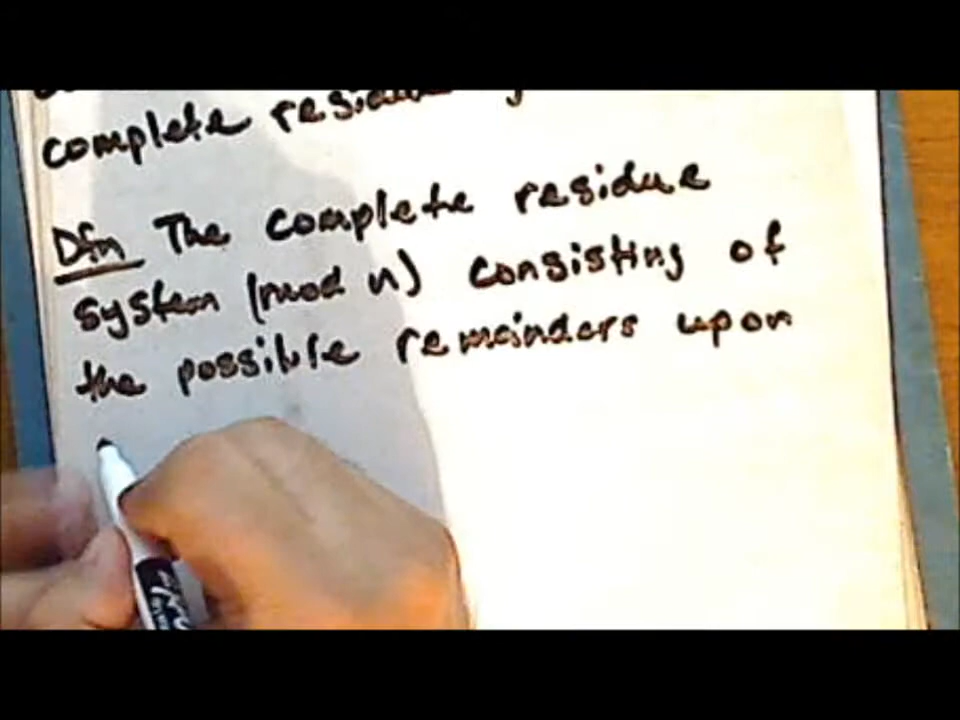 complete
Dfn The complete residue
system (mod n) consisting of
the possible remainders upon